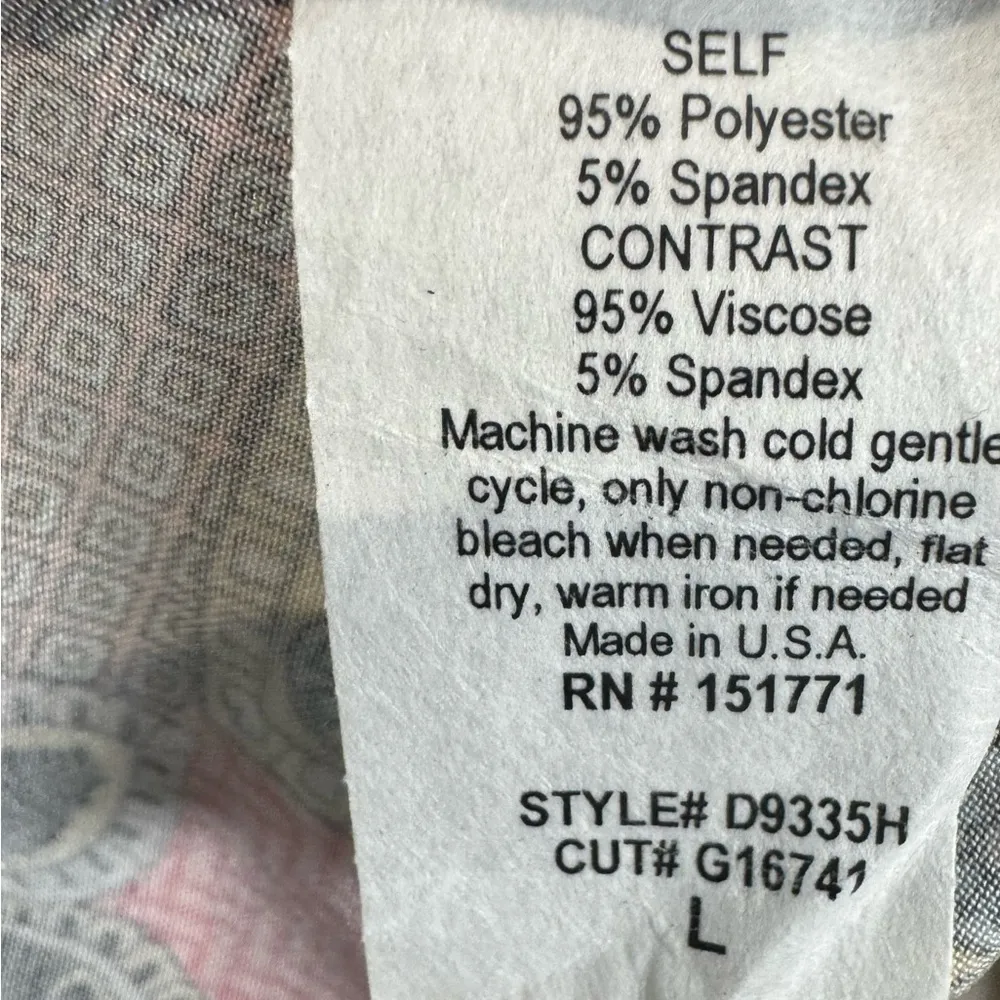 SELF
95% Polyester
5% Spandex
CONTRAST
95% Viscose
5% Spandex
Machine wash cold gentle
cycle, only non-chlorine
bleach when needed, flat
dry, warm iron if needed
Made in U.S.A.
RN # 151771
STYLE# D9335H
CUT# G16741
L